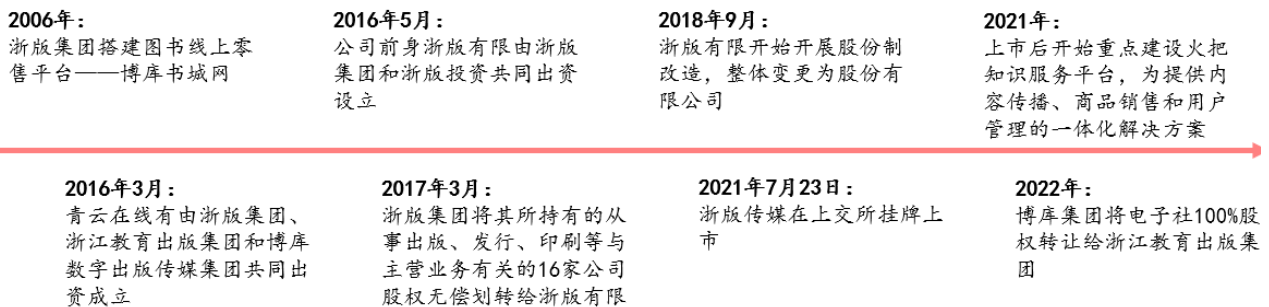 2006年：
浙版集团搭建图书线上零
售平台——博库书城网
2016年5月：
公司前身浙版有限由浙版
集团和浙版投资共同出资
设立
2018年9月：
浙版有限开始开展股份制
改造，整体变更为股份有
限公司
2021年：
上市后开始重点建设火把
知识服务平台，为提供内
容传播、商品销售和用户
管理的一体化解决方案
2016年3月：
青云在线有由浙版集团、
浙江教育出版集团和博库
数字出版传媒集团共同出
资成立
2017年3月：
浙版集团将其所持有的从
事出版、发行、印刷等与
主营业务有关的16家公司
股权无偿划转给浙版有限
2021年7月23日：
浙版传媒在上交所挂牌上
市
2022年：
博库集团将电子社100%股
权转让给浙江教育出版集
团